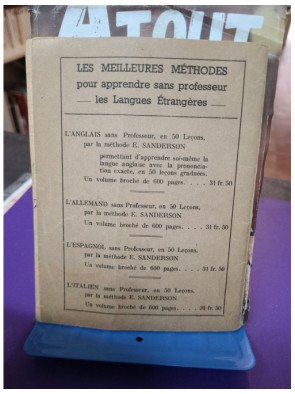 ATOUT
LES MEILLEURES MÉTHODES
pour apprendre sans professeur
— les Langues Étrangères —
L'ANGLAIS sans Professeur, en 50 Leçons,
par la méthode E. SANDERSON
permettant d'apprendre soi-même la
langue anglaise avec la prononcia-
tion exacte, en 50 leçons graduées.
Un volume broché de 600 pages. . . . . 31 fr. 50
L'ALLEMAND sans Professeur, en 50 Leçons,
par la méthode E. SANDERSON
Un volume broché de 600 pages. . . . . 31 fr. 50
L'ESPAGNOL sans Professeur, en 50 Leçons,
par la méthode E. SANDERSON
Un volume broché de 600 pages. . . . . 31 fr. 50
L'ITALIEN sans Professeur, en 50 Leçons,
par la méthode E. SANDERSON
Un volume broché de 600 pages. . . . . fr. 50